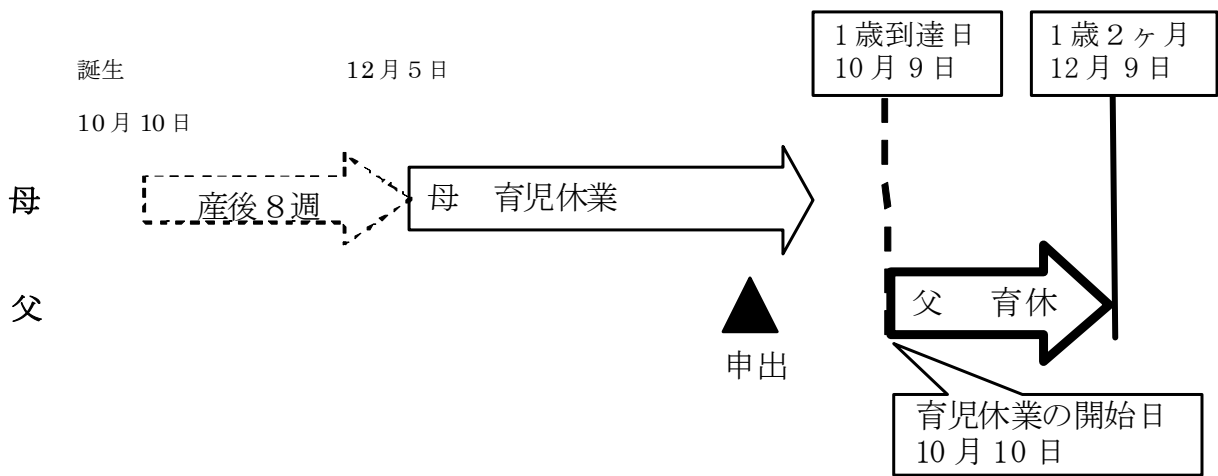 1歳到達日
10月9日
1歳2ヶ月
12月9日
誕生
12月5日
10月10日
母
産後8週
母 育児休業
父
父 育休
申出
育児休業の開始日
10月10日